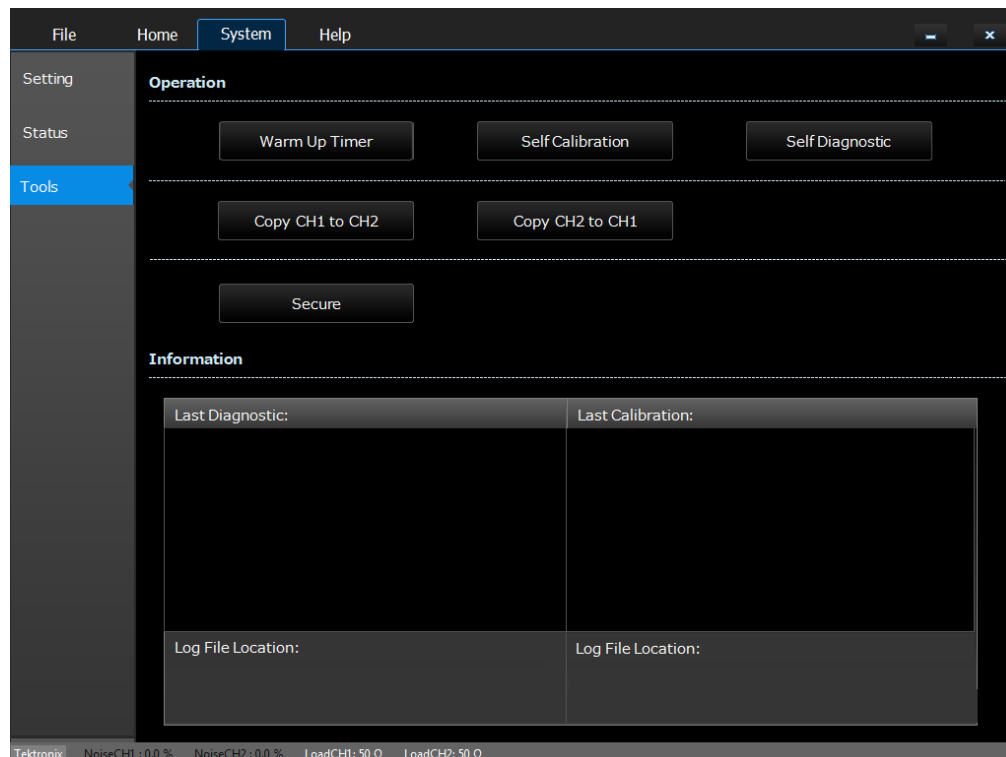 File Home System Help
Setting
Operation
Status
Warm Up Timer Self Calibration Self Diagnostic
Tools
Copy CH1 to CH2 Copy CH2 to CH1
Secure
Information
Last Diagnostic: Last Calibration:
Log File Location: Log File Location:
Tektronix NoiseCH1 : 0.0 % NoiseCH2 : 0.0 % LoadCH1: 50 Ω LoadCH2: 50 Ω